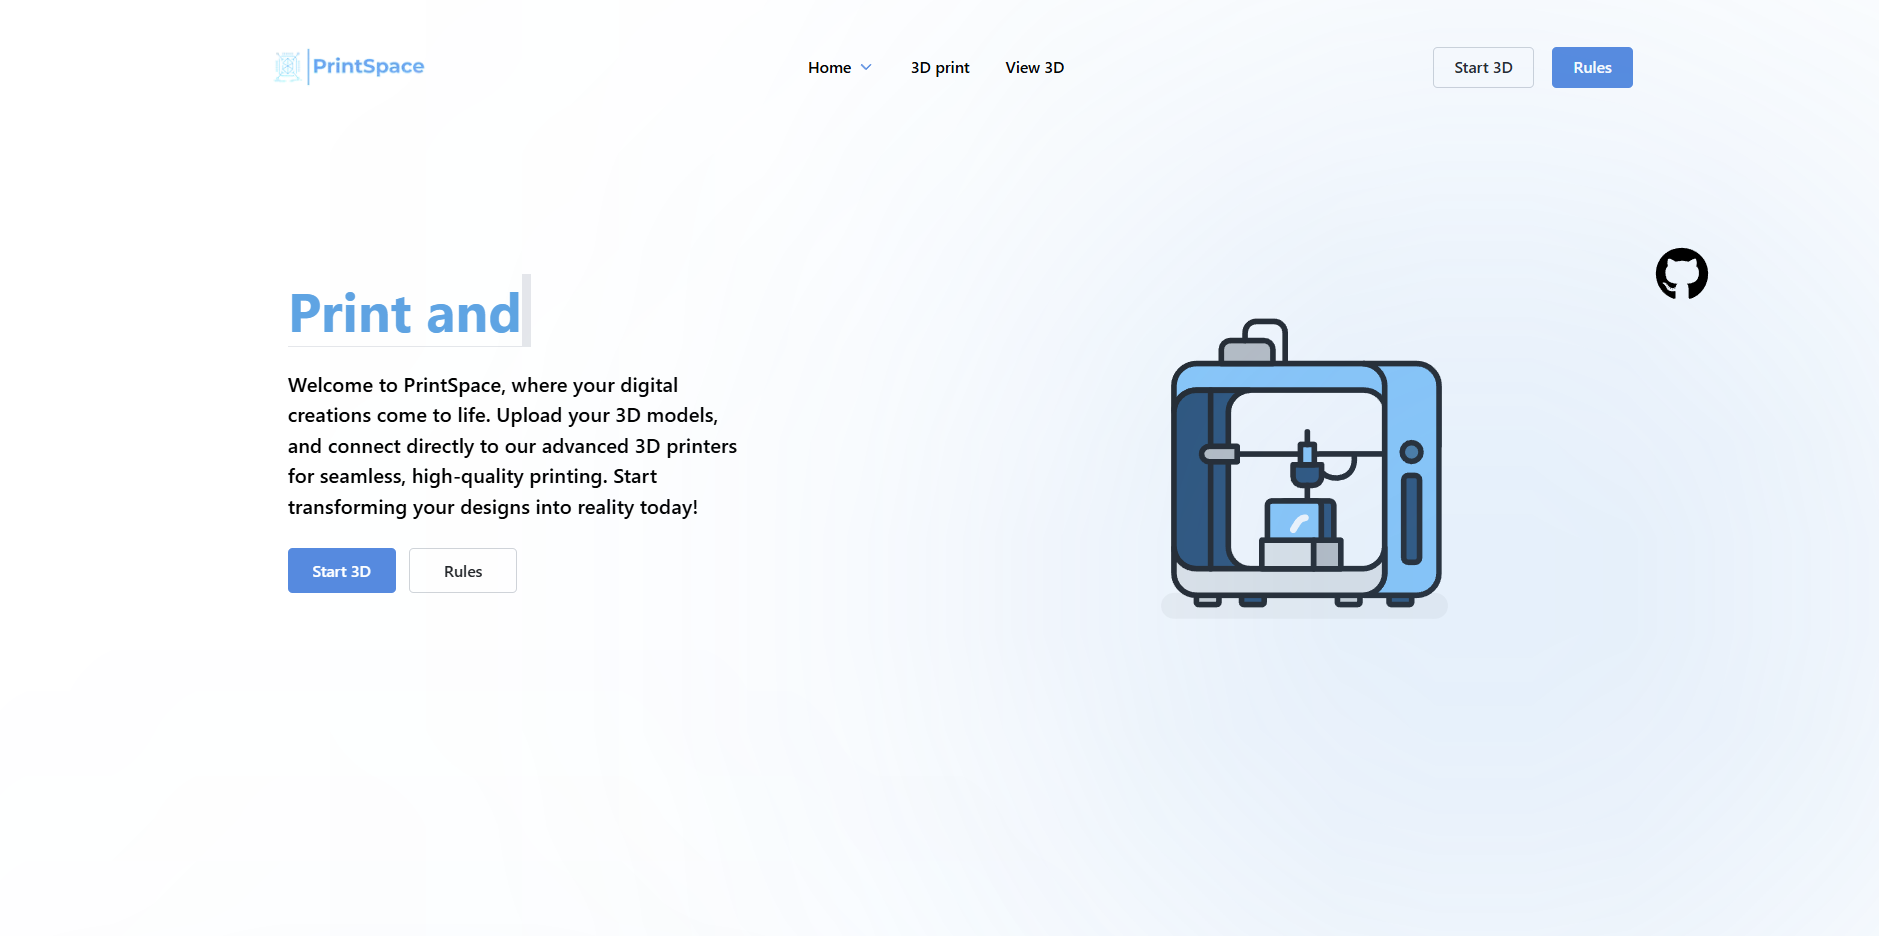 PrintSpace
Home
3D print
View 3D
Start 3D
Rules
Print and
Welcome to PrintSpace, where your digital
creations come to life. Upload your 3D models,
and connect directly to our advanced 3D printers
for seamless, high-quality printing. Start
transforming your designs into reality today!
Start 3D
Rules